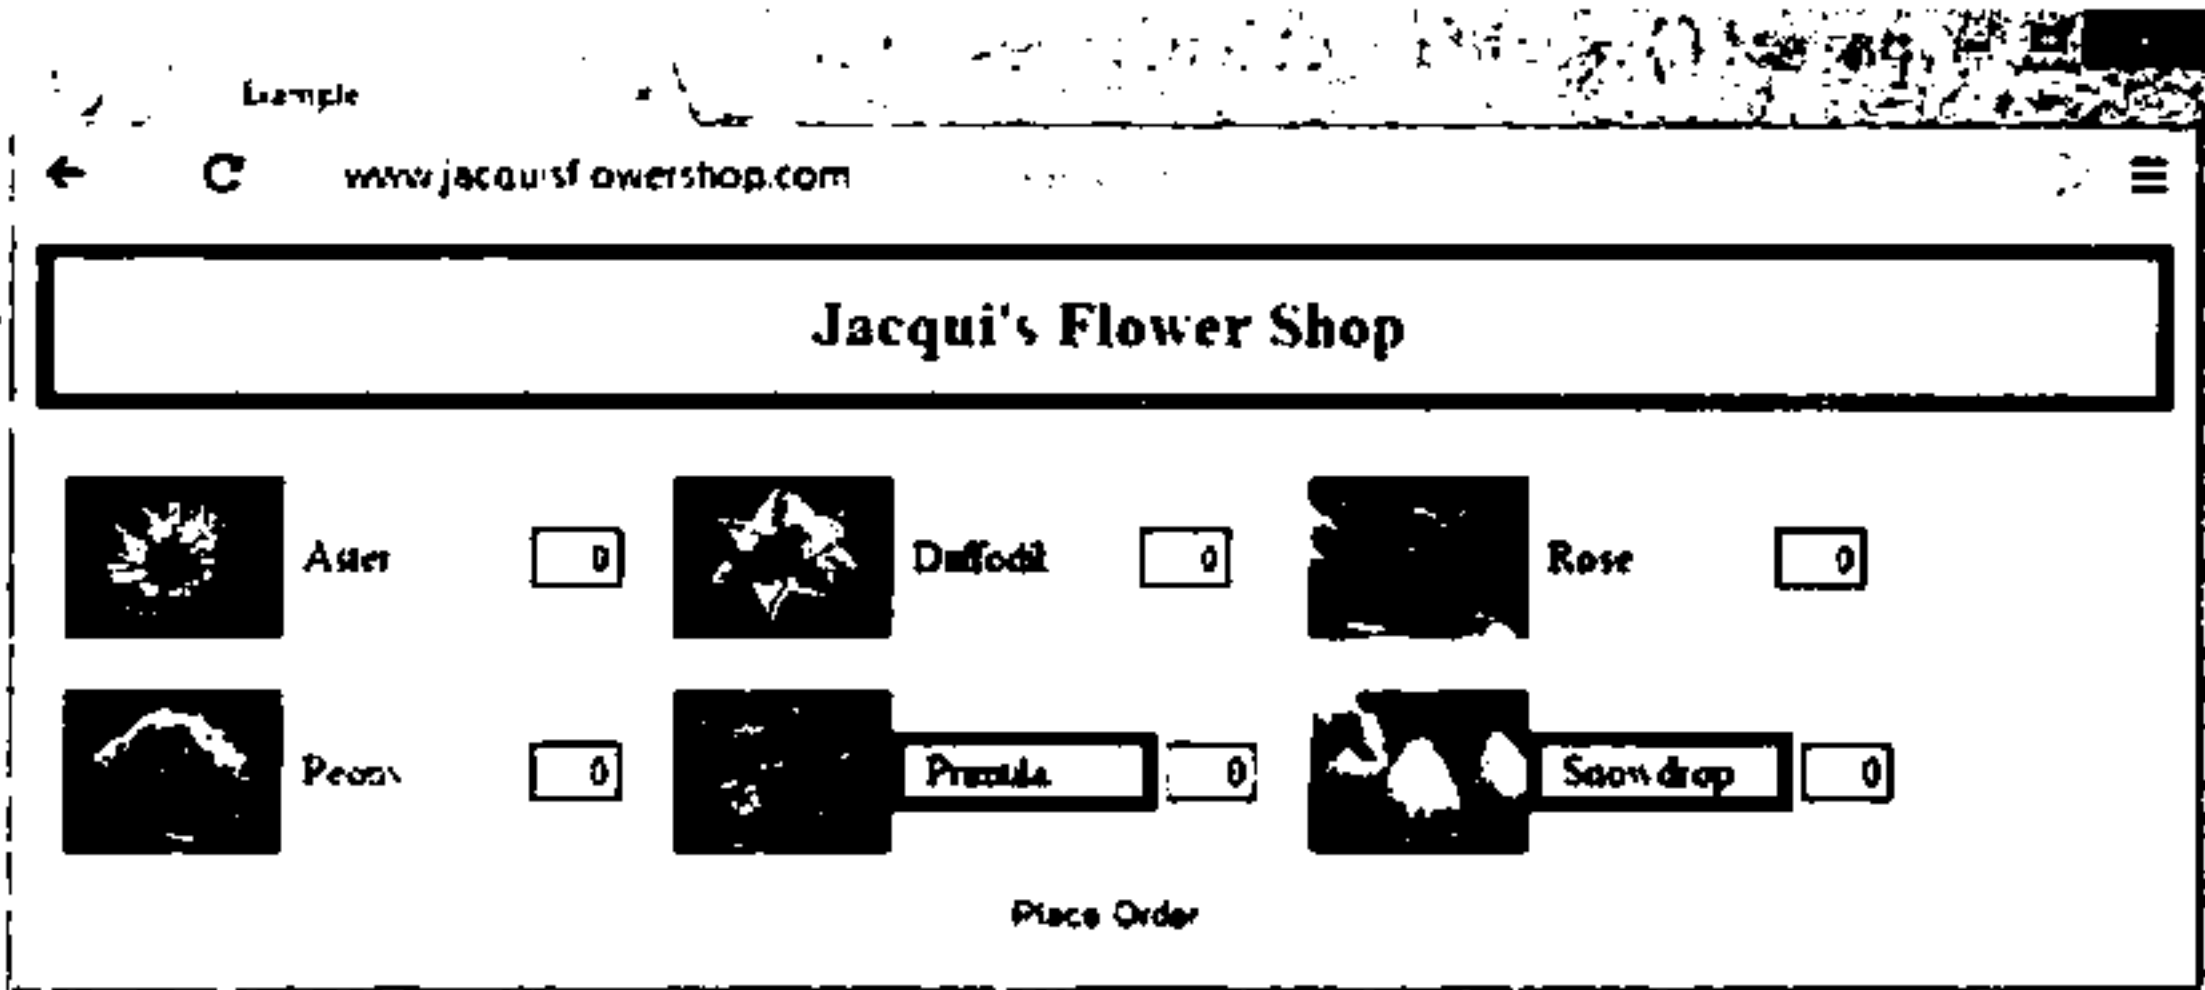 Example
www.jacquisflowershop.com
Jacqui's Flower Shop
Aster 0 Daffodil 0 Rose 0
Peony 0 Primula 0 Snowdrop 0
Place Order